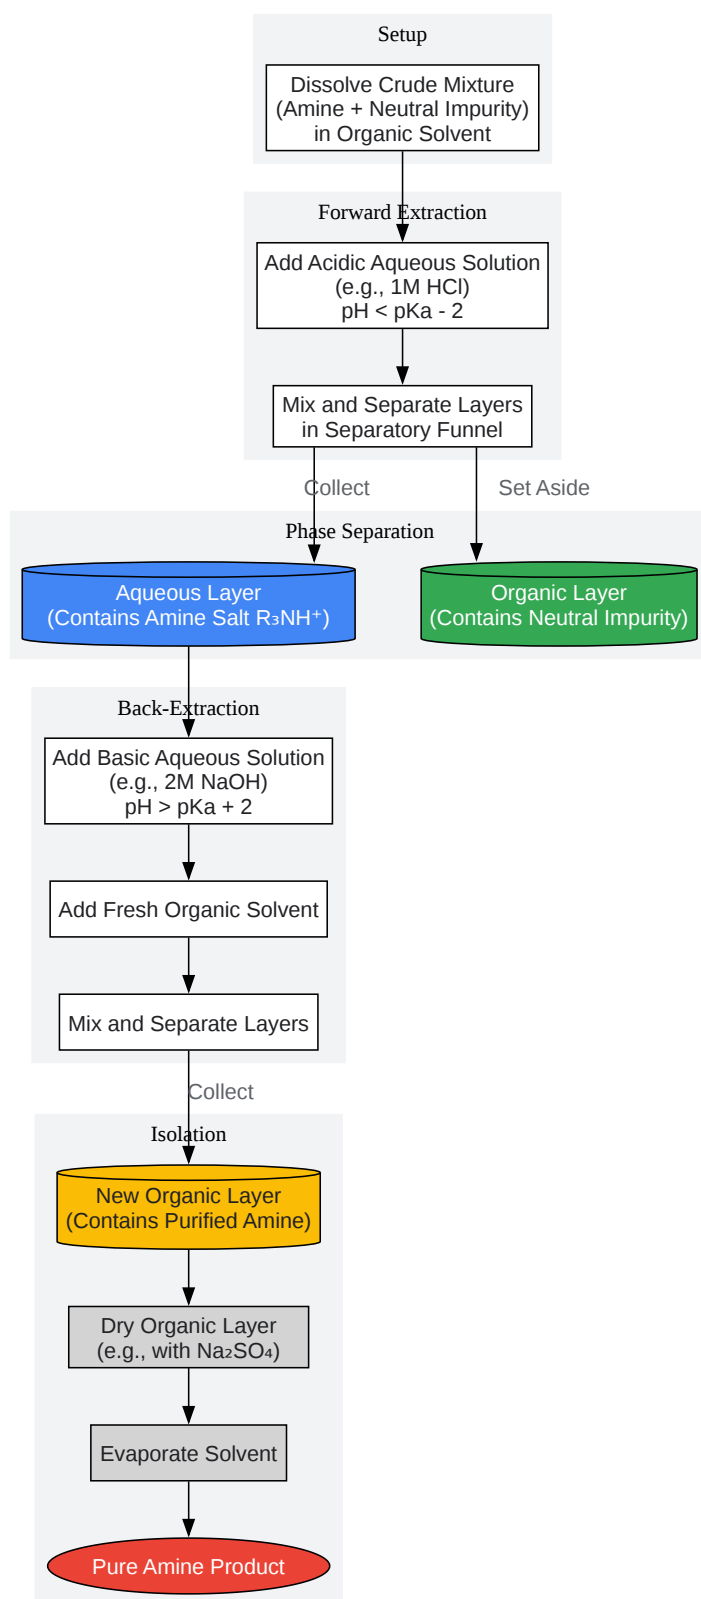 Setup
Dissolve Crude Mixture
(Amine + Neutral Impurity)
in Organic Solvent
Forward Extraction
Add Acidic Aqueous Solution
(e.g., 1M HCl)
pH < pKa - 2
Mix and Separate Layers
in Separatory Funnel
Collect
Set Aside
Phase Separation
Aqueous Layer
(Contains Amine Salt R₃NH⁺)
Organic Layer
(Contains Neutral Impurity)
Back-Extraction
Add Basic Aqueous Solution
(e.g., 2M NaOH)
pH > pKa + 2
Add Fresh Organic Solvent
Mix and Separate Layers
Collect
Isolation
New Organic Layer
(Contains Purified Amine)
Dry Organic Layer
(e.g., with Na₂SO₄)
Evaporate Solvent
Pure Amine Product